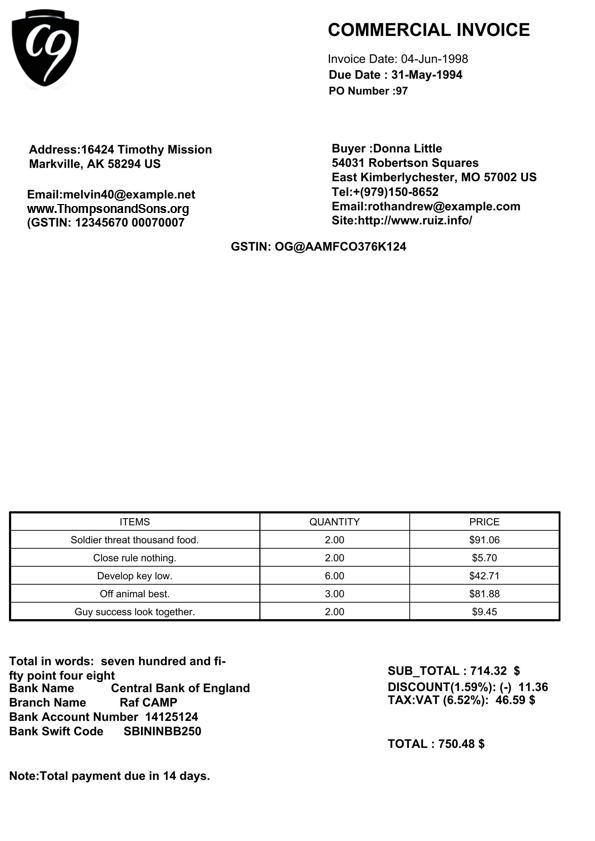 C9
COMMERCIAL INVOICE
Invoice Date: 04-Jun-1998
Due Date : 31-May-1994
PO Number :97
Address:16424 Timothy Mission
Markville, AK 58294 US
Email:melvin40@example.net
www.ThompsonandSons.org
(GSTIN: 12345670 00070007
Buyer :Donna Little
54031 Robertson Squares
East Kimberlychester, MO 57002 US
Tel:+(979)150-8652
Email:rothandrew@example.com
Site:http://www.ruiz.info/
GSTIN: OG@AAMFCO376K124
ITEMS QUANTITY PRICE
Soldier threat thousand food. 2.00 $91.06
Close rule nothing. 2.00 $5.70
Develop key low. 6.00 $42.71
Off animal best. 3.00 $81.88
Guy success look together. 2.00 $9.45
Total in words: seven hundred and fi-
fty point four eight
Bank Name Central Bank of England
Branch Name Raf CAMP
Bank Account Number 14125124
Bank Swift Code SBININBB250
SUB_TOTAL : 714.32 $
DISCOUNT(1.59%): (-) 11.36
TAX:VAT (6.52%): 46.59 $
TOTAL : 750.48 $
Note:Total payment due in 14 days.